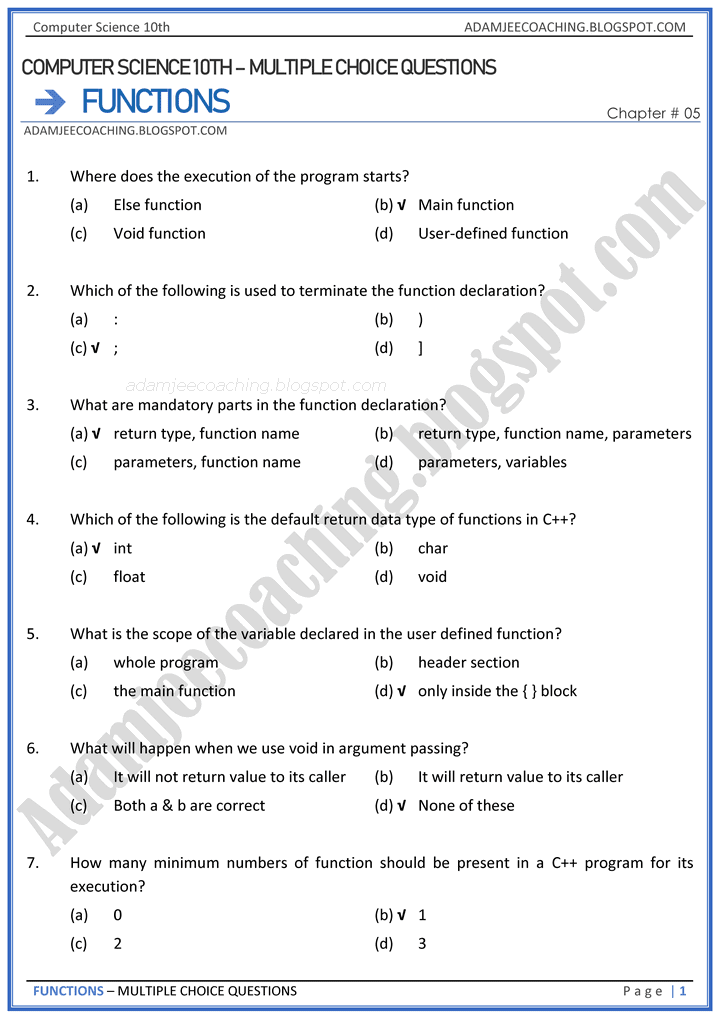 Computer Science 10th ADAMJEECOACHING.BLOGSPOT.COM
COMPUTER SCIENCE 10TH – MULTIPLE CHOICE QUESTIONS
➔ FUNCTIONS
Chapter # 05
ADAMJEECOACHING.BLOGSPOT.COM
1. Where does the execution of the program starts?
(a) Else function (b) √ Main function
(c) Void function (d) User-defined function
2. Which of the following is used to terminate the function declaration?
(a) : (b) )
(c) √ ; (d) ]
adamjeecoaching.blogspot.com
3. What are mandatory parts in the function declaration?
(a) √ return type, function name (b) return type, function name, parameters
(c) parameters, function name (d) parameters, variables
4. Which of the following is the default return data type of functions in C++?
(a) √ int (b) char
(c) float (d) void
5. What is the scope of the variable declared in the user defined function?
(a) whole program (b) header section
(c) the main function (d) √ only inside the { } block
6. What will happen when we use void in argument passing?
(a) It will not return value to its caller (b) It will return value to its caller
(c) Both a & b are correct (d) √ None of these
7. How many minimum numbers of function should be present in a C++ program for its
execution?
(a) 0 (b) √ 1
(c) 2 (d) 3
Adamjeecoaching.blogspot.com
FUNCTIONS – MULTIPLE CHOICE QUESTIONS Page | 1